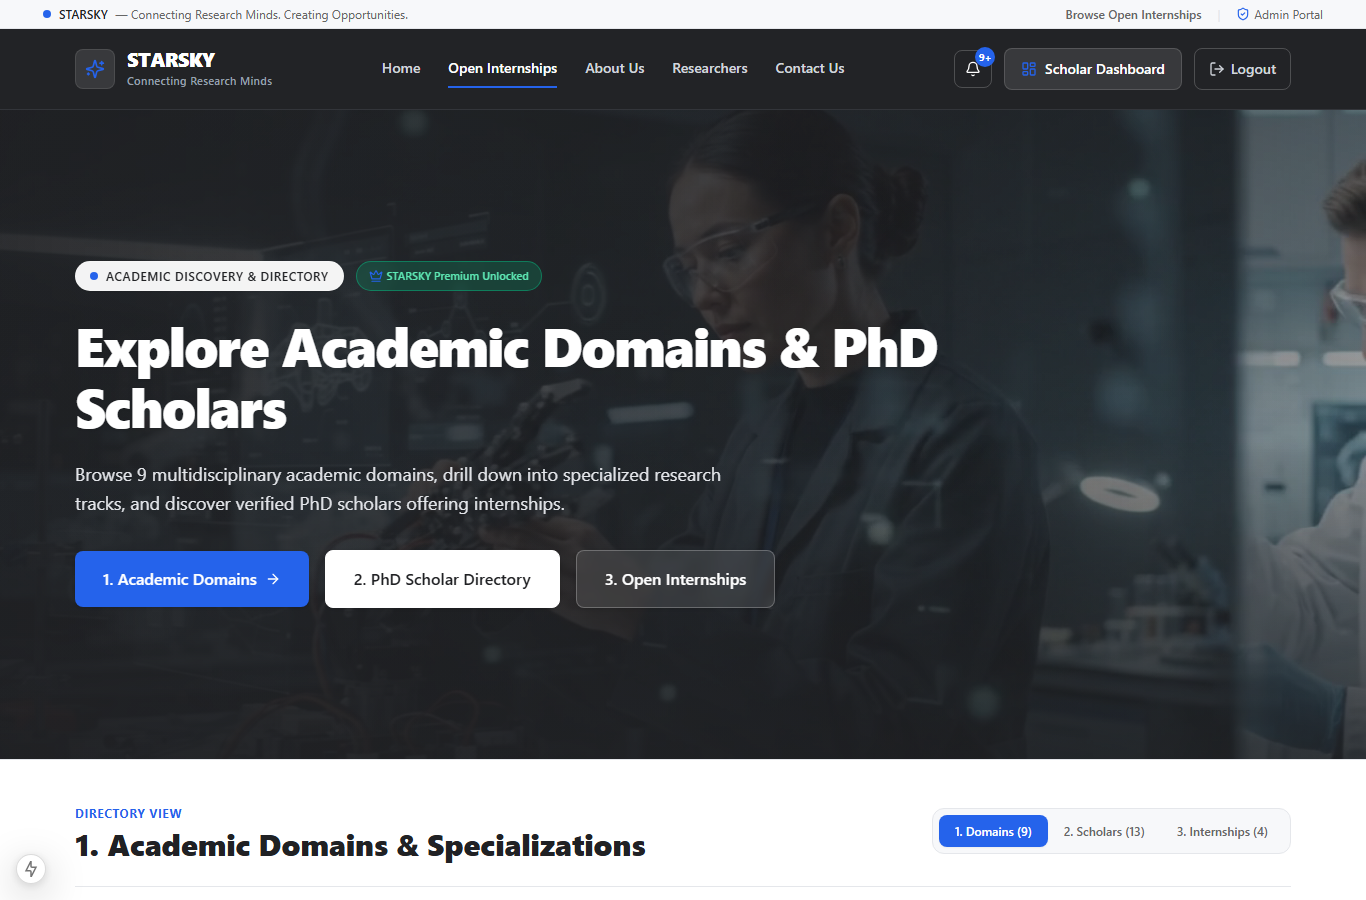 STARSKY — Connecting Research Minds. Creating Opportunities.
Browse Open Internships
Admin Portal
STARSKY
Connecting Research Minds
Home
Open Internships
About Us
Researchers
Contact Us
9+
Scholar Dashboard
Logout
ACADEMIC DISCOVERY & DIRECTORY
STARSKY Premium Unlocked
Explore Academic Domains & PhD
Scholars
Browse 9 multidisciplinary academic domains, drill down into specialized research
tracks, and discover verified PhD scholars offering internships.
1. Academic Domains →
2. PhD Scholar Directory
3. Open Internships
DIRECTORY VIEW
1. Academic Domains & Specializations
1. Domains (9)
2. Scholars (13)
3. Internships (4)